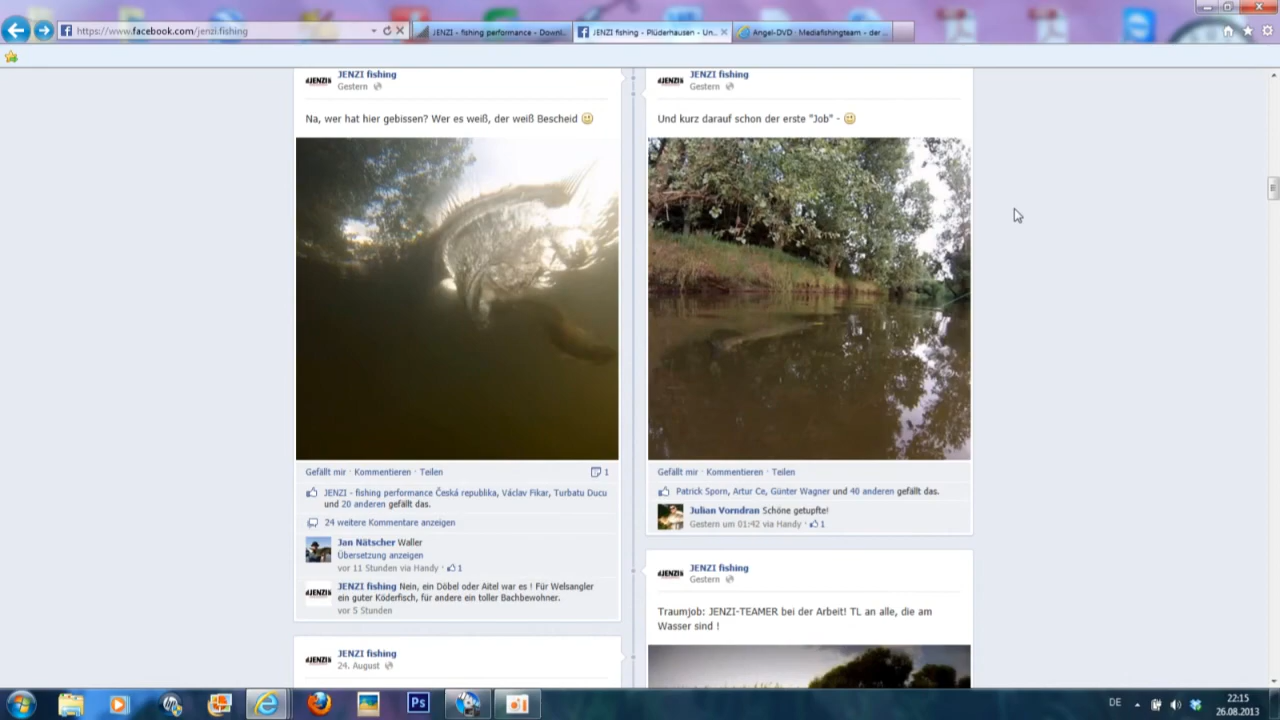 https://www.facebook.com/jenzi.fishing
JENZI - fishing performance - Downl...
JENZI fishing - Plüderhausen - Un...
Angel-DVD · Mediafishingteam - der ...
JENZI
JENZI fishing
Gestern
Na, wer hat hier gebissen? Wer es weiß, der weiß Bescheid
Gefällt mir · Kommentieren · Teilen
1
JENZI - fishing performance Česká republika, Václav Fikar, Turbatu Ducu
und 20 anderen gefällt das.
24 weitere Kommentare anzeigen
Jan Nätscher Waller
Übersetzung anzeigen
vor 11 Stunden via Handy · 1
JENZI
JENZI fishing Nein, ein Döbel oder Aitel war es ! Für Welsangler
ein guter Köderfisch, für andere ein toller Bachbewohner.
vor 5 Stunden
JENZI
JENZI fishing
24. August
JENZI
JENZI fishing
Gestern
Und kurz darauf schon der erste "Job" -
Gefällt mir · Kommentieren · Teilen
Patrick Sporn, Artur Ce, Günter Wagner und 40 anderen gefällt das.
Julian Vorndran Schöne getupfte!
Gestern um 01:42 via Handy · 1
JENZI
JENZI fishing
Gestern
Traumjob: JENZI-TEAMER bei der Arbeit! TL an alle, die am
Wasser sind !
Ps
DE
22:15
26.08.2013